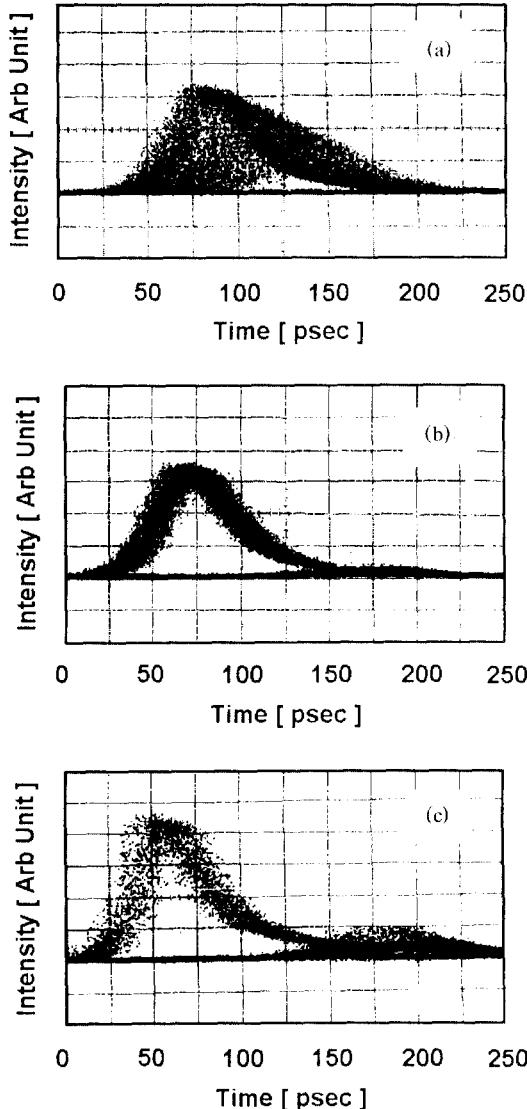 (a)
Intensity [ Arb Unit ]
0 50 100 150 200 250
Time [ psec ]
(b)
Intensity [ Arb Unit ]
0 50 100 150 200 250
Time [ psec ]
(c)
Intensity [ Arb Unit ]
0 50 100 150 200 250
Time [ psec ]